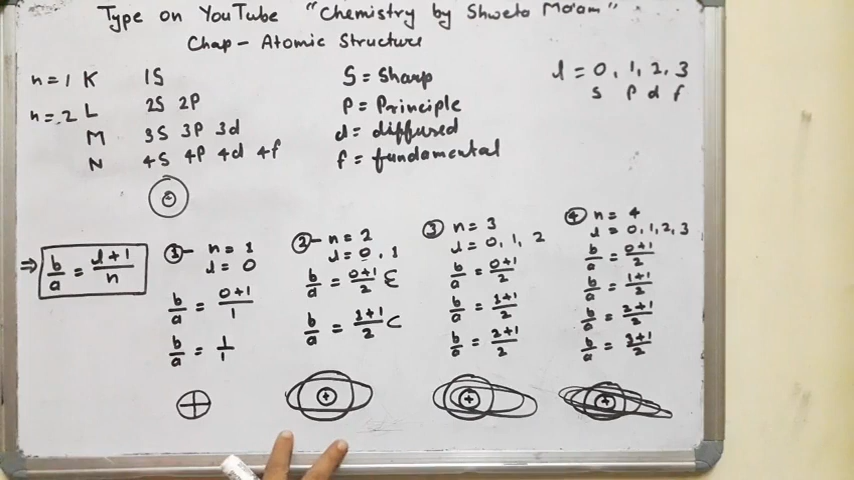 Type on YouTube "Chemistry by Shweta Ma'am"
Chap - Atomic Structure
n = 1 K 1S
n = 2 L 2S 2P
M 3S 3P 3d
N 4S 4P 4d 4f
S = Sharp
P = Principle
d = diffused
f = fundamental
l = 0, 1, 2, 3
S P d f
⇒ b/a = l+1/n
① - n = 1
l = 0
b/a = 0+1/1
b/a = 1/1
② - n = 2
l = 0, 1
b/a = 0+1/2 E
b/a = 1+1/2 C
③ n = 3
l = 0, 1, 2
b/a = 0+1/2
b/a = 1+1/2
b/a = 2+1/2
④ n = 4
l = 0, 1, 2, 3
b/a = 0+1/2
b/a = 1+1/2
b/a = 2+1/2
b/a = 3+1/2